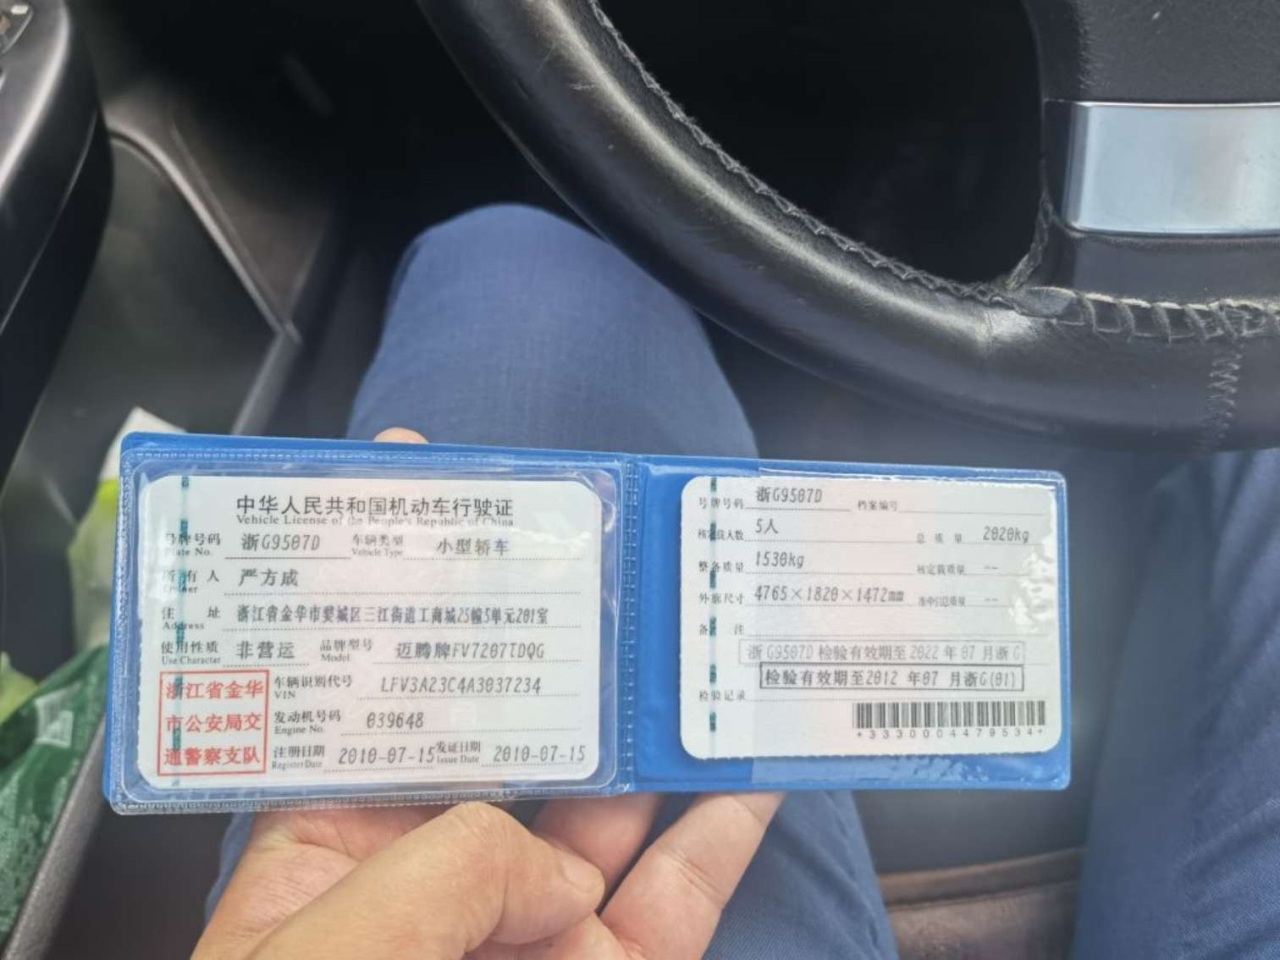 中华人民共和国机动车行驶证
Vehicle License of the People's Republic of China
号牌号码 浙G9507D 车辆类型 小型轿车
Plate No. Vehicle Type
所有人 严方成
Owner
住 址 浙江省金华市婺城区三江街道工商城25幢5单元201室
Address
使用性质 非营运 品牌型号 迈腾牌FV7207TDQG
Use Character Model
浙江省金华
市公安局交
通警察支队
车辆识别代号 LFV3A23C4A3037234
VIN
发动机号码 039648
Engine No.
注册日期 2010-07-15 发证日期 2010-07-15
Register Date Issue Date
号牌号码 浙G9507D 档案编号
核定载人数 5人 总质量 2020kg
整备质量 1530kg 核定载质量 --
外廓尺寸 4765×1820×1472mm 准牵引总质量 --
备 注
浙G9507D 检验有效期至2022 年 07 月浙G
检验有效期至2012 年07 月浙G(01)
检验记录
*3330004479534*